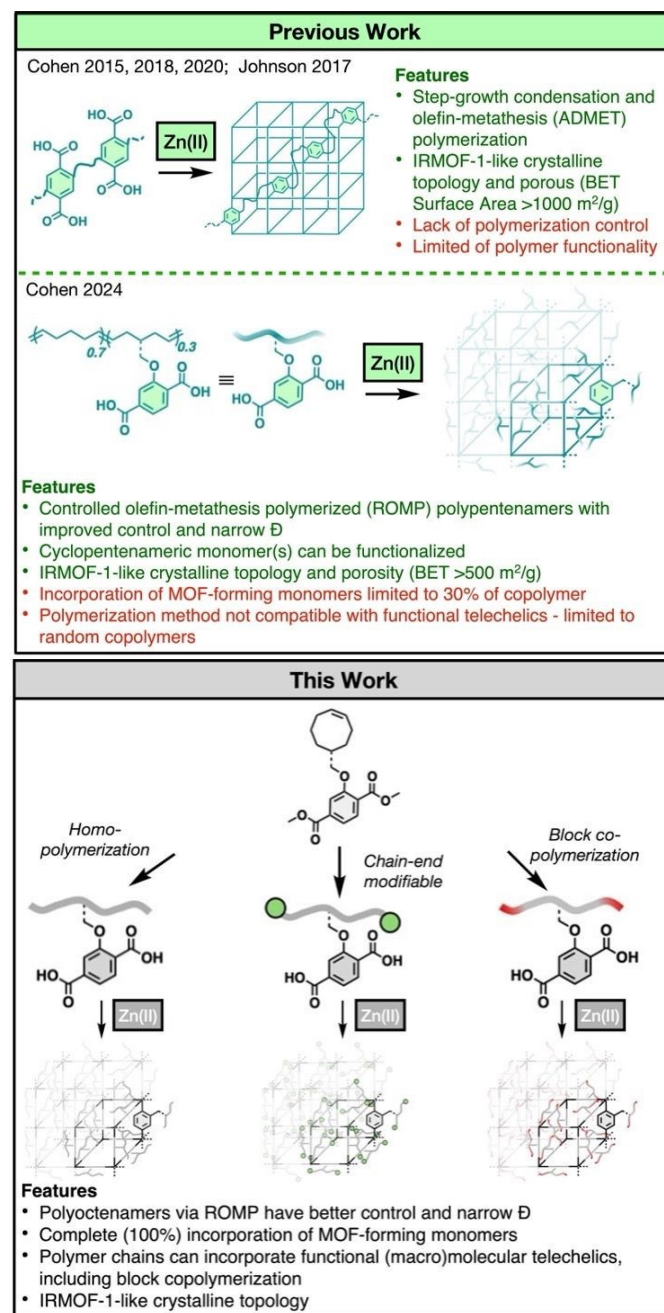 Previous Work
Cohen 2015, 2018, 2020; Johnson 2017
HO
O
O
OH
HO
O
O
OH
Zn(II)
Features
• Step-growth condensation and
olefin-metathesis (ADMET)
polymerization
• IRMOF-1-like crystalline
topology and porous (BET
Surface Area >1000 m²/g)
• Lack of polymerization control
• Limited of polymer functionality
Cohen 2024
0.7
0.3
O
O
OH
HO
O
≡
O
O
OH
HO
O
Zn(II)
Features
• Controlled olefin-metathesis polymerized (ROMP) polypentenamers with
improved control and narrow Đ
• Cyclopentenameric monomer(s) can be functionalized
• IRMOF-1-like crystalline topology and porosity (BET >500 m²/g)
• Incorporation of MOF-forming monomers limited to 30% of copolymer
• Polymerization method not compatible with functional telechelics - limited to
random copolymers
This Work
O
O
O
O
O
Homo-
polymerization
Chain-end
modifiable
Block co-
polymerization
O
O
OH
HO
O
O
O
OH
HO
O
O
O
OH
HO
O
Zn(II)
Zn(II)
Zn(II)
Features
• Polyoctenamers via ROMP have better control and narrow Đ
• Complete (100%) incorporation of MOF-forming monomers
• Polymer chains can incorporate functional (macro)molecular telechelics,
including block copolymerization
• IRMOF-1-like crystalline topology